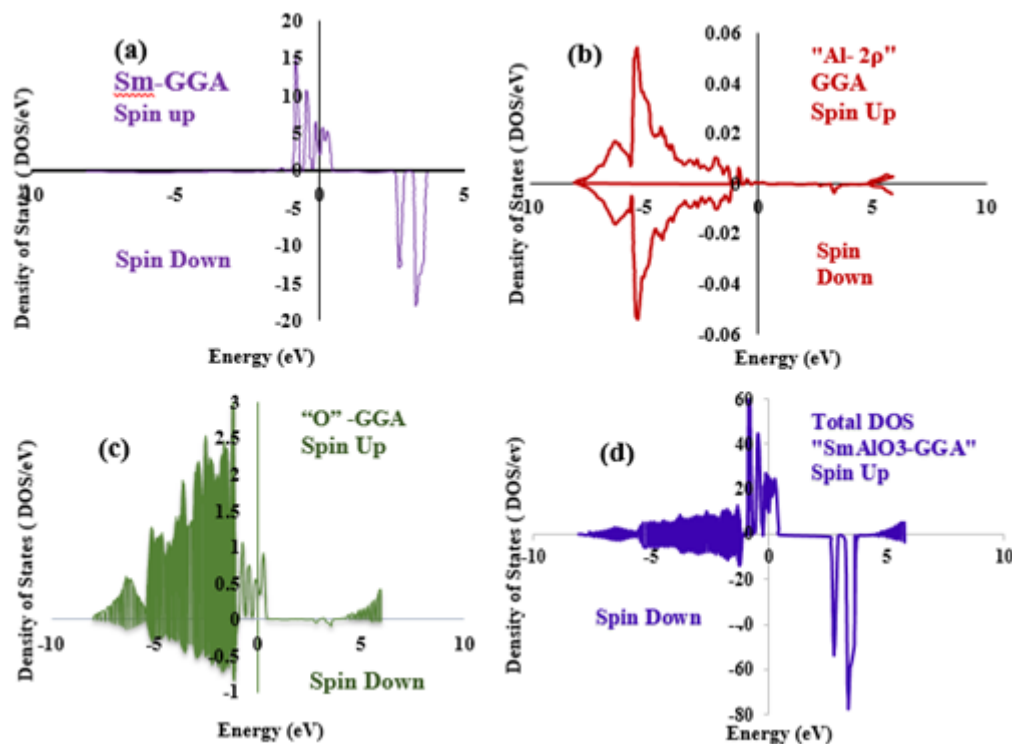 (a)
Sm-GGA
Spin up
Spin Down
Density of States ( DOS/eV)
20
15
10
5
0
-5
-10
-15
-20
-10
-5
0
5
Energy (eV)
(b)
"Al- 2ρ"
GGA
Spin Up
Spin
Down
Density of States ( DOS/eV)
0.06
0.04
0.02
0
-0.02
-0.04
-0.06
-10
-5
0
5
10
Energy (eV)
(c)
“O” -GGA
Spin Up
Spin Down
Density of States ( DOS/eV)
3
2.5
2
1.5
1
0.5
0
-0.5
-1
-10
-5
0
5
10
Energy (eV)
(d)
Total DOS
"SmAlO3-GGA"
Spin Up
Spin Down
Density of States ( DOS/ev)
60
40
20
0
-20
-40
-60
-80
-10
-5
0
5
10
Energy (eV)